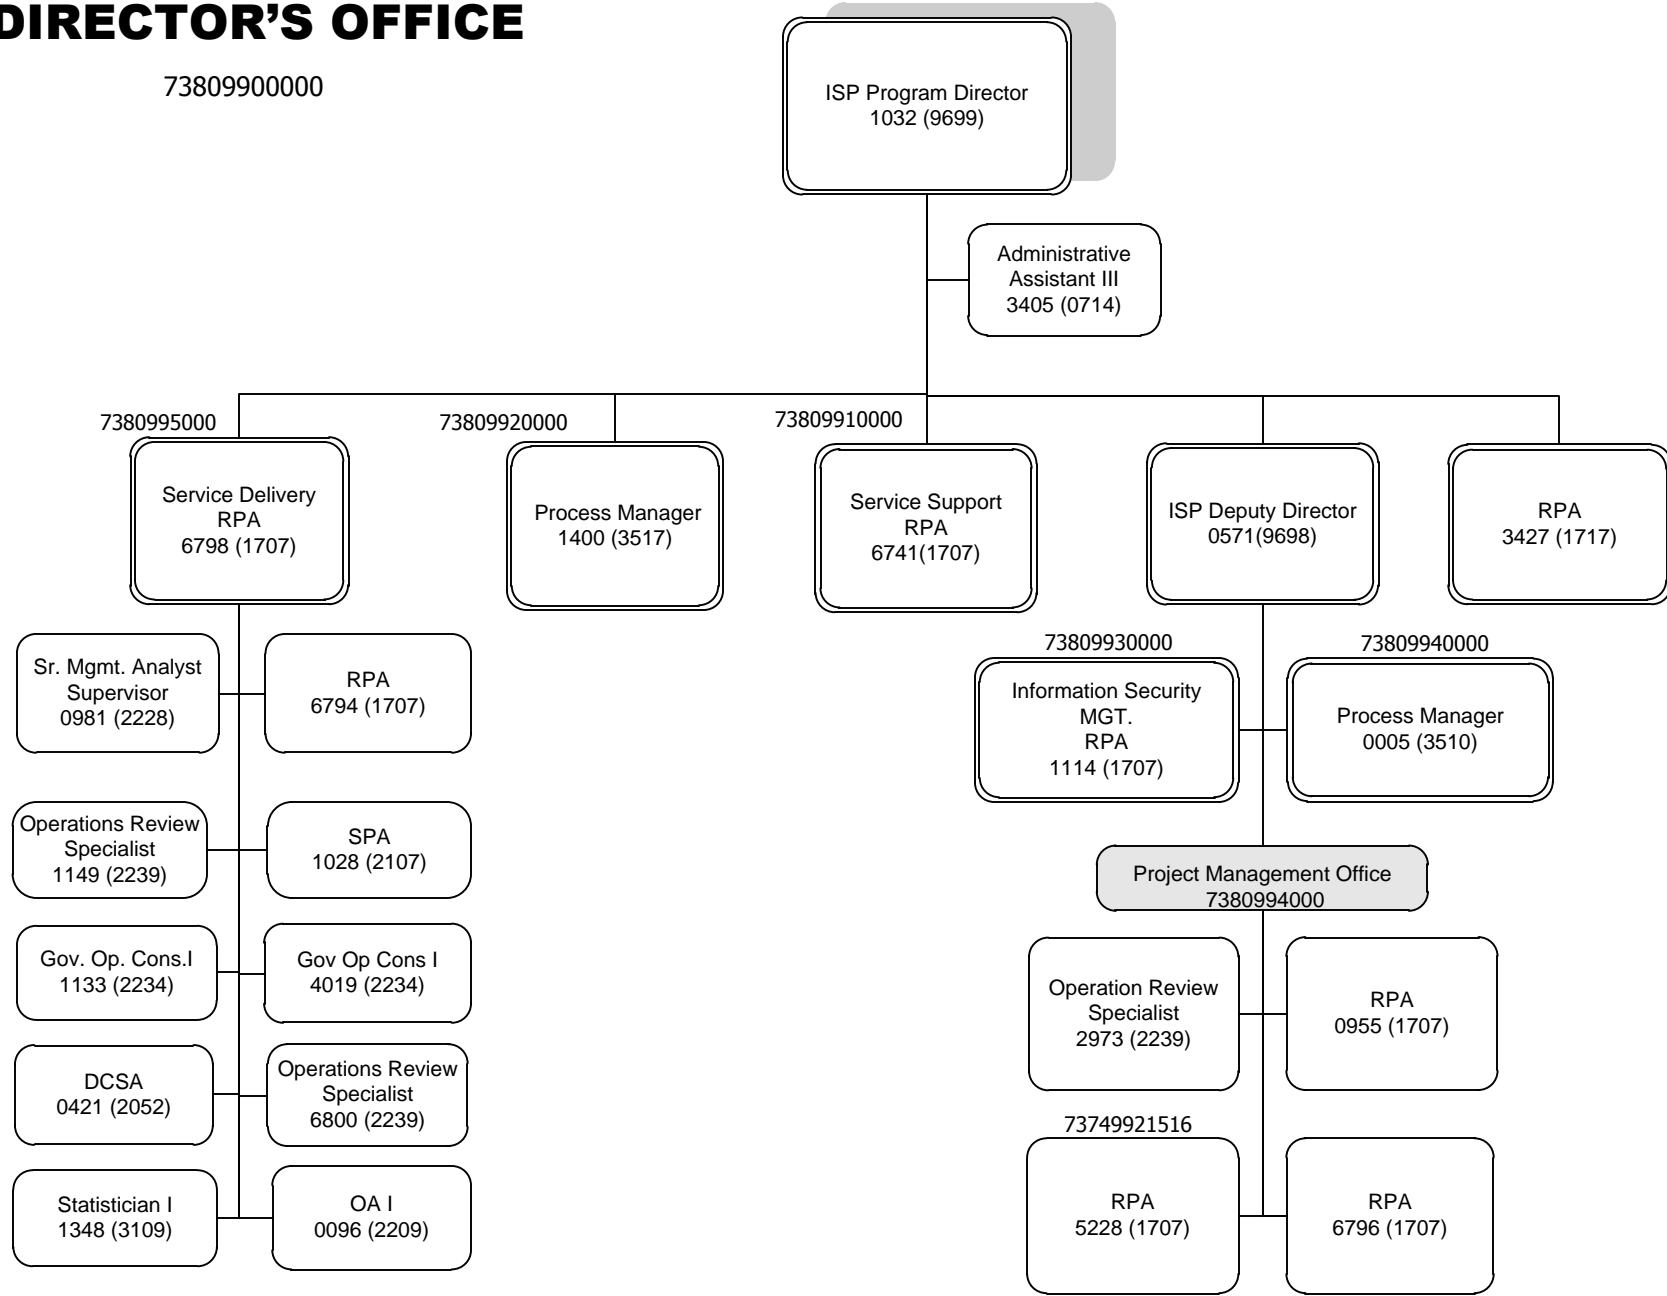 DIRECTOR'S OFFICE
73809900000
ISP Program Director
1032 (9699)
Administrative
Assistant III
3405 (0714)
7380995000
73809920000
73809910000
Service Delivery
RPA
6798 (1707)
Process Manager
1400 (3517)
Service Support
RPA
6741(1707)
ISP Deputy Director
0571(9698)
RPA
3427 (1717)
Sr. Mgmt. Analyst
Supervisor
0981 (2228)
RPA
6794 (1707)
73809930000
73809940000
Information Security
MGT.
RPA
1114 (1707)
Process Manager
0005 (3510)
Operations Review
Specialist
1149 (2239)
SPA
1028 (2107)
Project Management Office
7380994000
Gov. Op. Cons.I
1133 (2234)
Gov Op Cons I
4019 (2234)
Operation Review
Specialist
2973 (2239)
RPA
0955 (1707)
DCSA
0421 (2052)
Operations Review
Specialist
6800 (2239)
73749921516
Statistician I
1348 (3109)
OA I
0096 (2209)
RPA
5228 (1707)
RPA
6796 (1707)